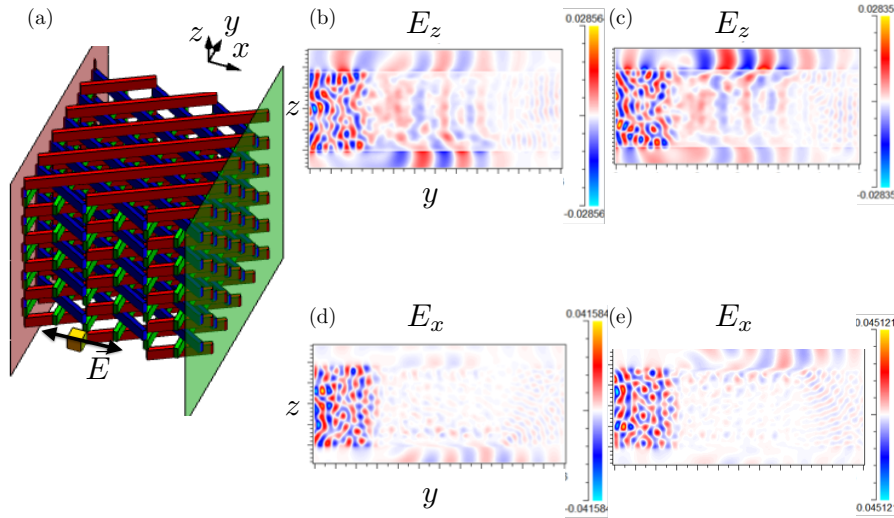 (a)
z
y
x
E
(b)
E_z
0.02856
-0.02856
z
y
(c)
E_z
0.02835
-0.02835
(d)
E_x
0.041584
-0.041584
z
y
(e)
E_x
0.045121
-0.045121